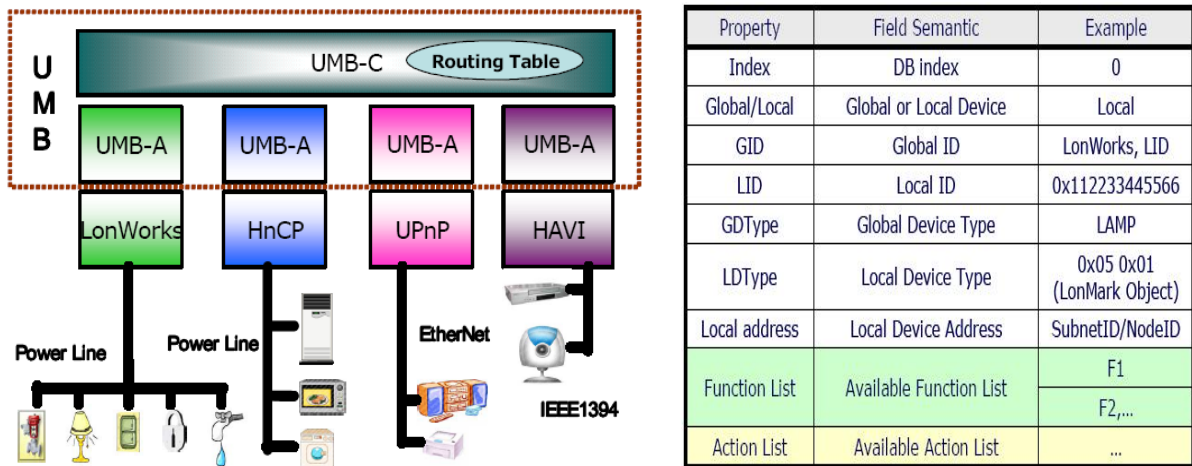 U
M
B
UMB-C
Routing Table
UMB-A
UMB-A
UMB-A
UMB-A
LonWorks
HnCP
UPnP
HAVI
Power Line
Power Line
EtherNet
IEEE1394
Property Field Semantic Example
Index DB index 0
Global/Local Global or Local Device Local
GID Global ID LonWorks, LID
LID Local ID 0x112233445566
GDType Global Device Type LAMP
LDType Local Device Type 0x05 0x01
(LonMark Object)
Local address Local Device Address SubnetID/NodeID
Function List Available Function List F1
F2,...
Action List Available Action List ...